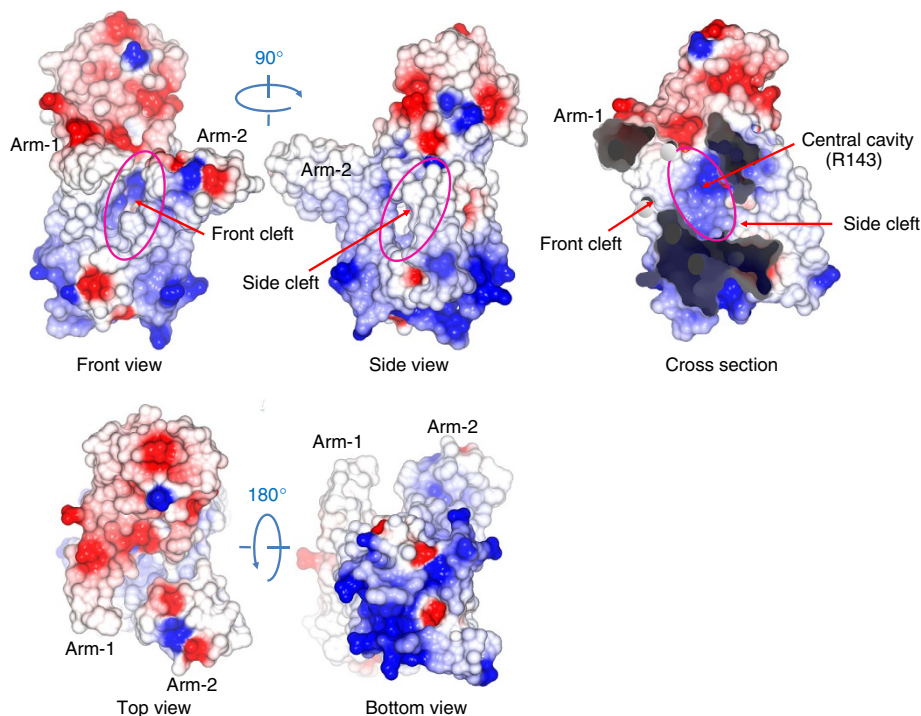 90°
Arm-1
Arm-2
Front cleft
Front view
Arm-2
Side cleft
Side view
Arm-1
Central cavity
(R143)
Front cleft
Side cleft
Cross section
Arm-1
Arm-2
Top view
180°
Arm-1
Arm-2
Bottom view